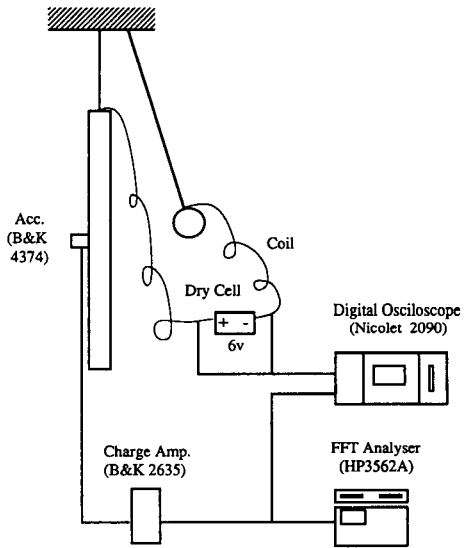 Acc.
(B&K
4374)
Coil
Dry Cell
+ -
6v
Digital Osciloscope
(Nicolet 2090)
Charge Amp.
(B&K 2635)
FFT Analyser
(HP3562A)